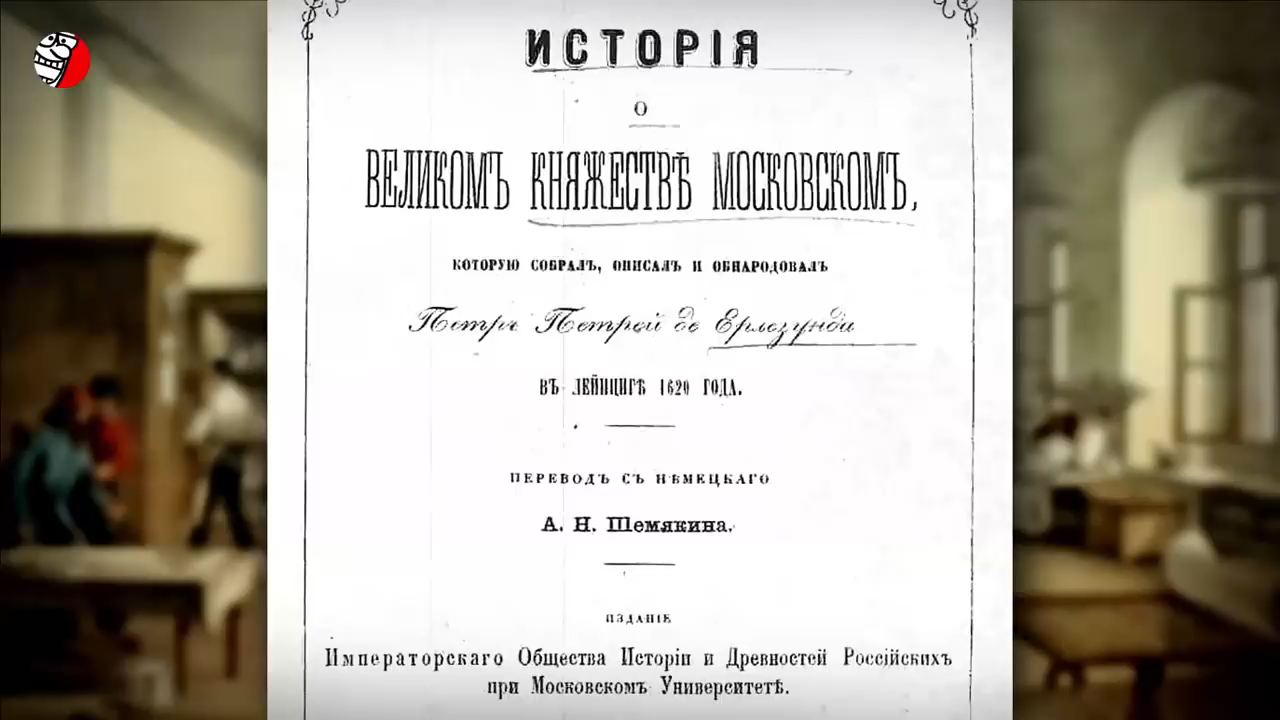 ИСТОРІЯ
О
ВЕЛИКОМЪ КНЯЖЕСТВѢ МОСКОВСКОМЪ,
КОТОРУЮ СОБРАЛЪ, ОПИСАЛЪ И ОБНАРОДОВАЛЪ
Петръ Петрей де Ерлезунда
ВЪ ЛЕЙПЦИГѢ 1620 ГОДА.
ПЕРЕВОДЪ СЪ НѢМЕЦКАГО
А. Н. Шемякина.
ИЗДАНІЕ
Императорскаго Общества Исторіи и Древностей Россійскихъ
при Московскомъ Университетѣ.